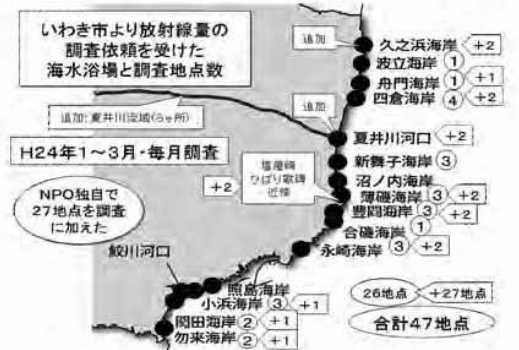 いわき市より放射線量の
調査依頼を受けた
海水浴場と調査地点数
追加
久之浜海岸 +2
波立海岸 1
舟門海岸 1 +1
四倉海岸 4 +2
追加:夏井川流域(5ヶ所)
追加
夏井川河口 +2
H24年1~3月・毎月調査
新舞子海岸 3
塩屋崎
ひばり歌碑
近傍
+2
沼ノ内海岸
薄磯海岸 3 +2
豊間海岸 3 +2
合磯海岸 1
永崎海岸 3 +2
NPO独自で
27地点を調査
に加えた
鮫川河口
照島海岸
小浜海岸 3 +1
関田海岸 2 +1
勿来海岸 2 +1
26地点 +27地点
合計47地点